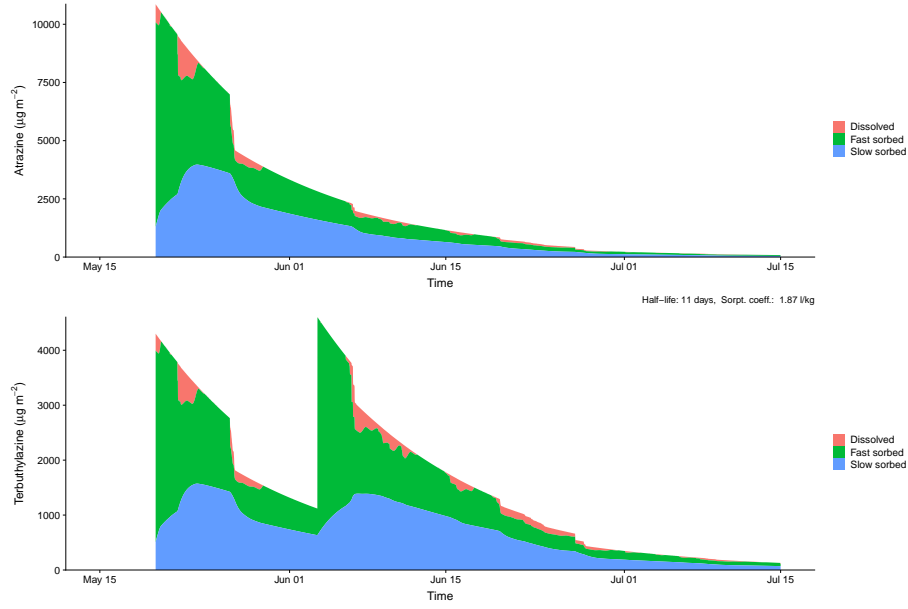 10000
7500
5000
2500
0
Atrazine (μg m⁻²)
May 15
Jun 01
Jun 15
Jul 01
Jul 15
Time
Dissolved
Fast sorbed
Slow sorbed
Half−life: 11 days, Sorpt. coeff.: 1.87 l/kg
4000
3000
2000
1000
0
Terbuthylazine (μg m⁻²)
May 15
Jun 01
Jun 15
Jul 01
Jul 15
Time
Dissolved
Fast sorbed
Slow sorbed